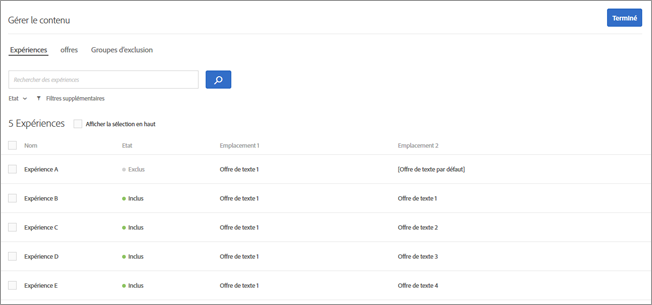 Gérer le contenu
Terminé
Expériences offres Groupes d'exclusion
Rechercher des expériences
Etat Filtres supplémentaires
5 Expériences Afficher la sélection en haut
Nom Etat Emplacement 1 Emplacement 2
Expérience A Exclus Offre de texte 1 [Offre de texte par défaut]
Expérience B Inclus Offre de texte 1 Offre de texte 1
Expérience C Inclus Offre de texte 1 Offre de texte 2
Expérience D Inclus Offre de texte 1 Offre de texte 3
Expérience E Inclus Offre de texte 1 Offre de texte 4